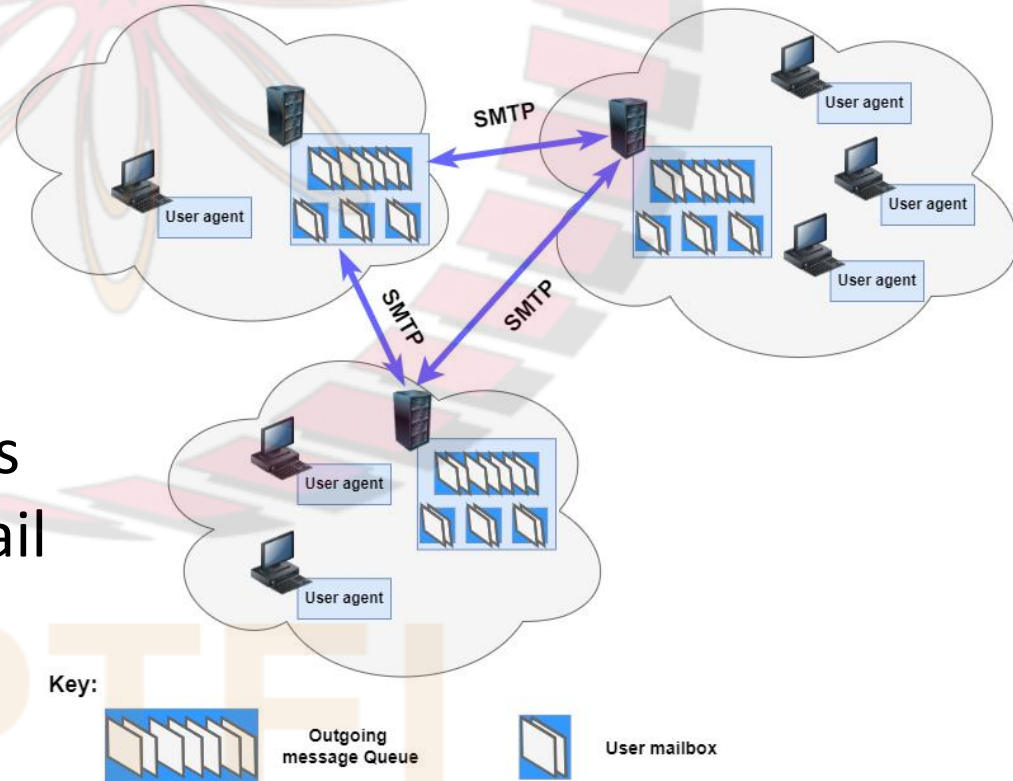 SMTP
User agent
User agent
User agent
User agent
SMTP
SMTP
s
ail
User agent
User agent
Key:
Outgoing
message Queue
User mailbox
PTEL